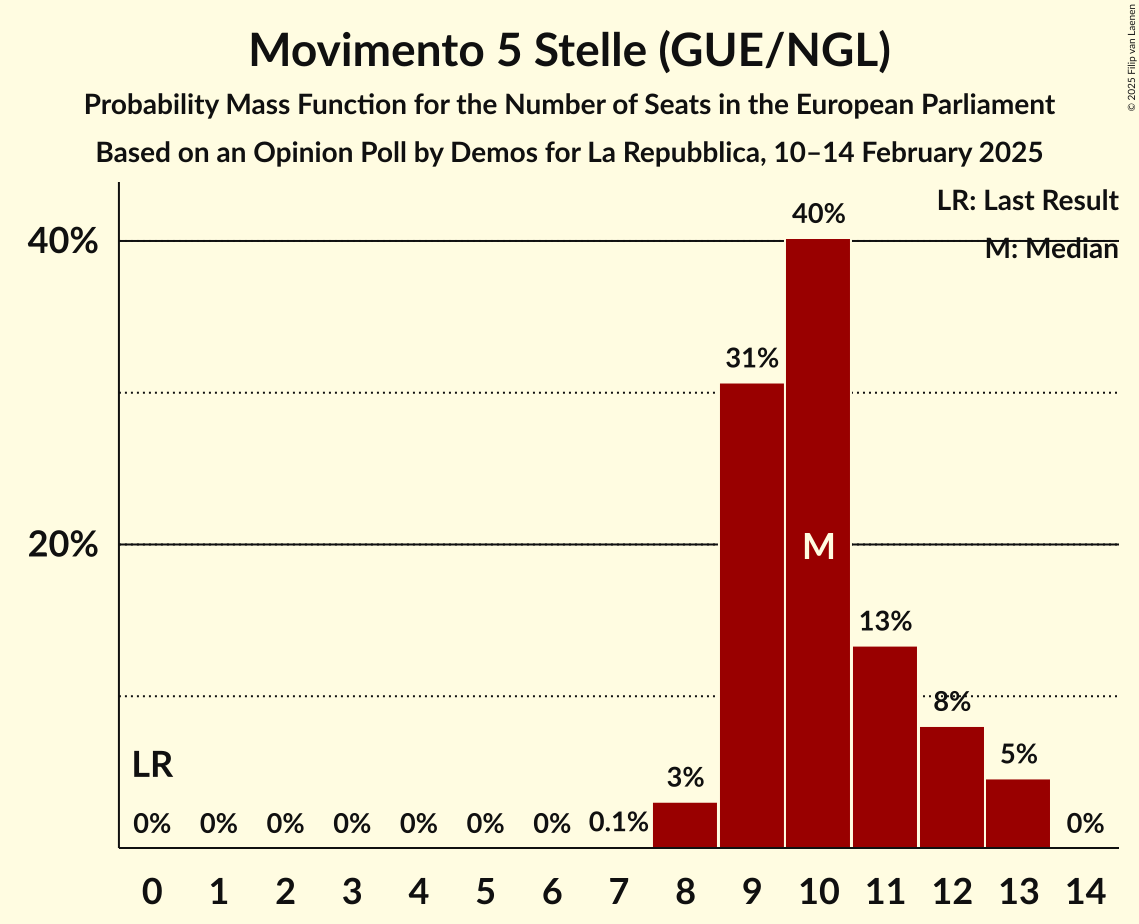 Movimento 5 Stelle (GUE/NGL)
Probability Mass Function for the Number of Seats in the European Parliament
Based on an Opinion Poll by Demos for La Repubblica, 10–14 February 2025
© 2025 Filip van Laenen
LR: Last Result
M: Median
40%
20%
40%
31%
M
13%
8%
5%
3%
LR
0% 0% 0% 0% 0% 0% 0% 0.1% 0%
0 1 2 3 4 5 6 7 8 9 10 11 12 13 14